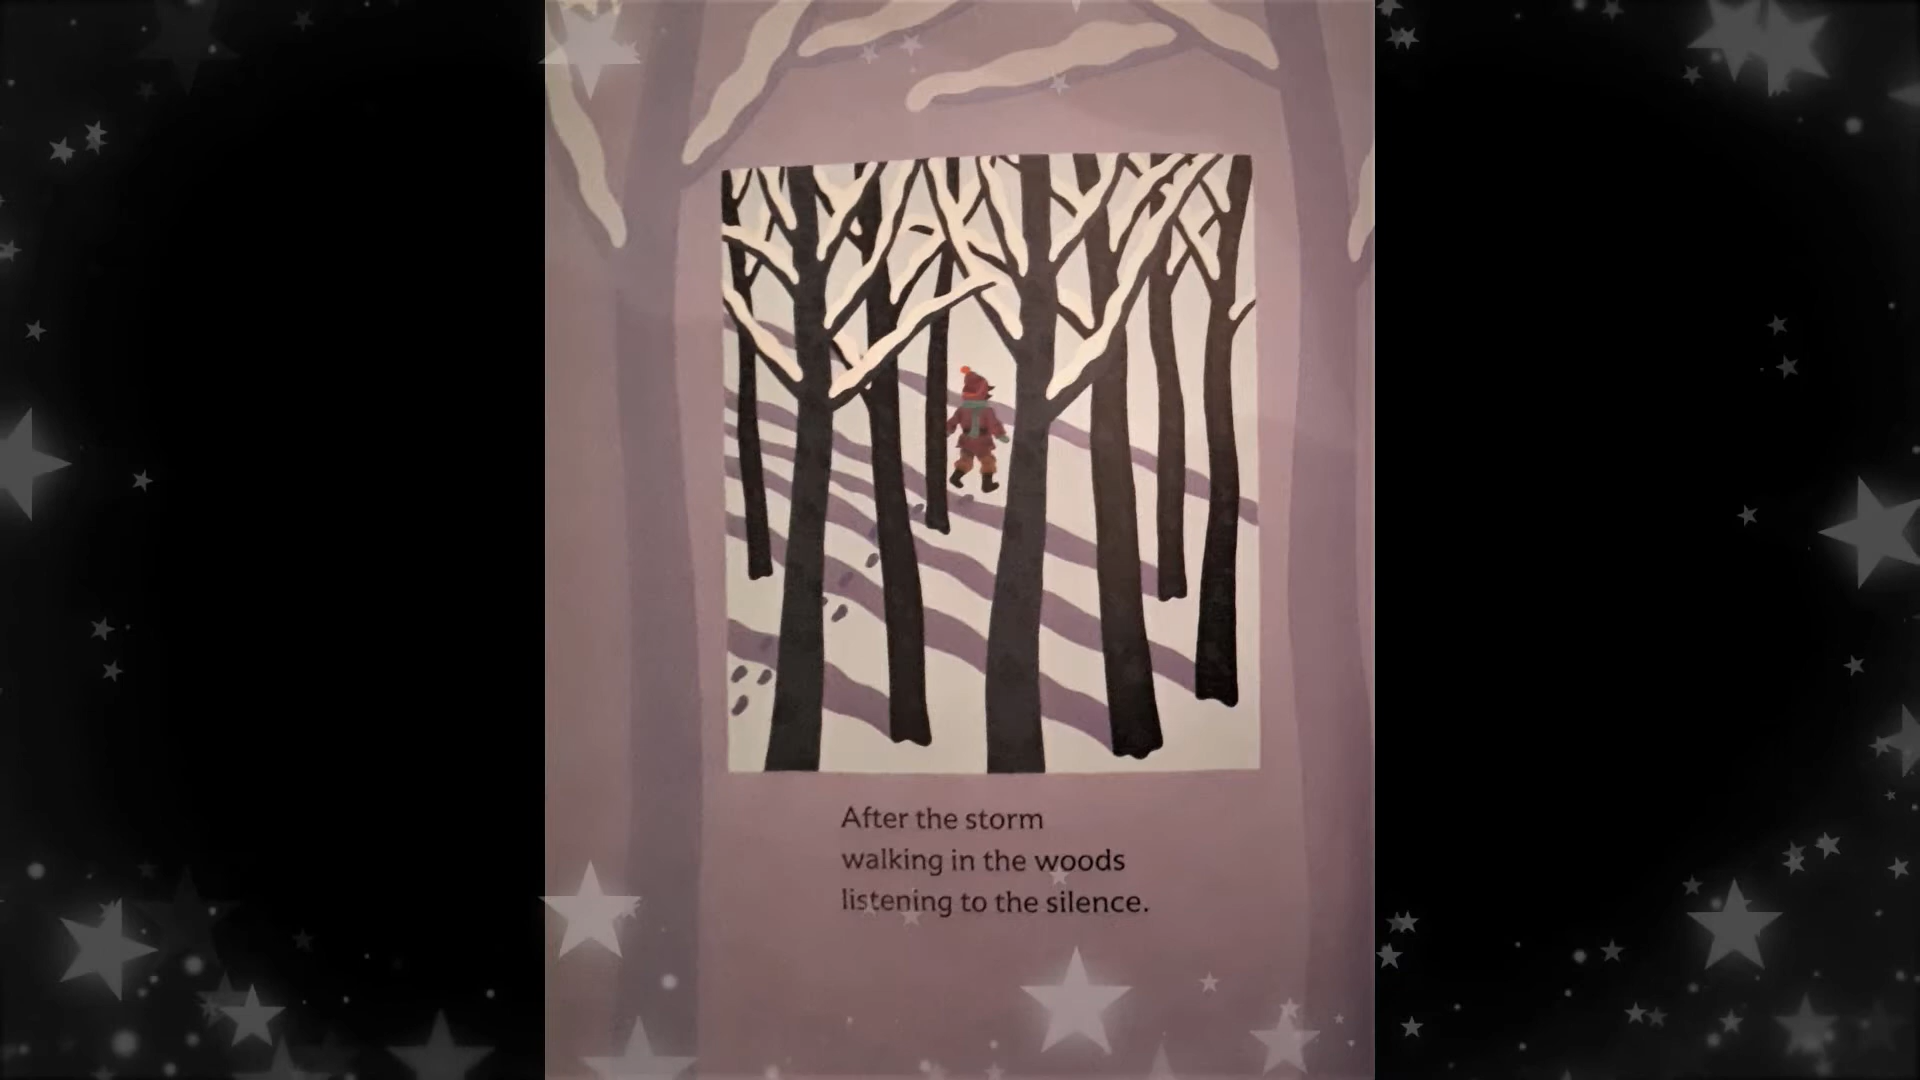 After the storm
walking in the woods
listening to the silence.